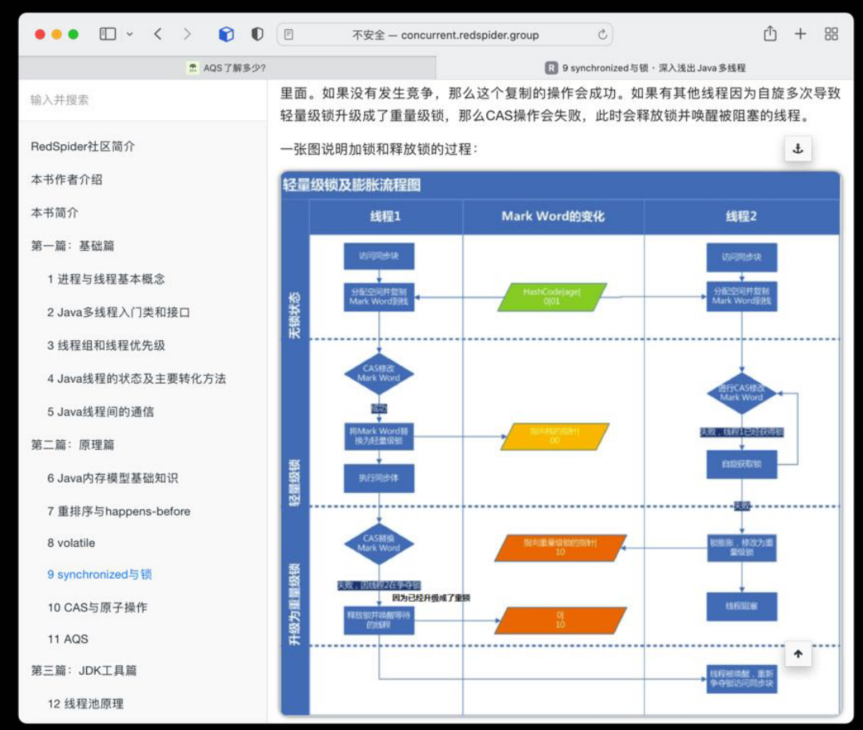 不安全 — concurrent.redspider.group
AQS了解多少?
R 9 synchronized与锁 · 深入浅出Java多线程
输入并搜索
RedSpider社区简介
本书作者介绍
本书简介
第一篇：基础篇
1 进程与线程基本概念
2 Java多线程入门类和接口
3 线程组和线程优先级
4 Java线程的状态及主要转化方法
5 Java线程间的通信
第二篇：原理篇
6 Java内存模型基础知识
7 重排序与happens-before
8 volatile
9 synchronized与锁
10 CAS与原子操作
11 AQS
第三篇：JDK工具篇
12 线程池原理
里面。如果没有发生竞争，那么这个复制的操作会成功。如果有其他线程因为自旋多次导致
轻量级锁升级成了重量级锁，那么CAS操作会失败，此时会释放锁并唤醒被阻塞的线程。
一张图说明加锁和释放锁的过程：
轻量级锁及膨胀流程图
线程1
Mark Word的变化
线程2
无锁状态
访问同步块
访问同步块
分配空间并复制
Mark Word到栈
HashCode|age|
0|01
分配空间并复制
Mark Word到栈
轻量级锁
CAS修改
Mark Word
进行CAS修改
Mark Word
成功
将Mark Word替
换为轻量级锁
指向栈的指针|
00
失败，线程1已经获得锁
执行同步体
自旋获取锁
失败
升级为重量级锁
CAS替换
Mark Word
指向重量级锁的指针|
10
锁膨胀，修改为重
量级锁
失败，因线程2在争夺锁
因为已经升级成了重锁
释放锁并唤醒等待
的线程
0|
10
线程阻塞
线程被唤醒，重新
争夺锁访问同步块